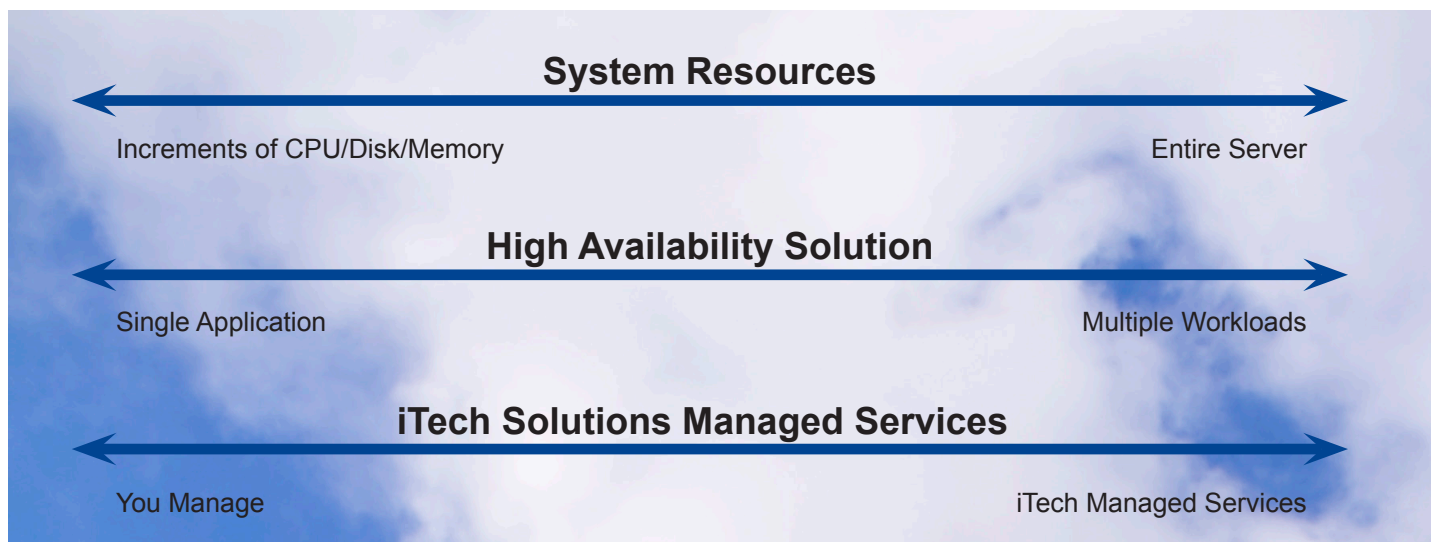 System Resources
Increments of CPU/Disk/Memory
Entire Server
High Availability Solution
Single Application
Multiple Workloads
iTech Solutions Managed Services
You Manage
iTech Managed Services